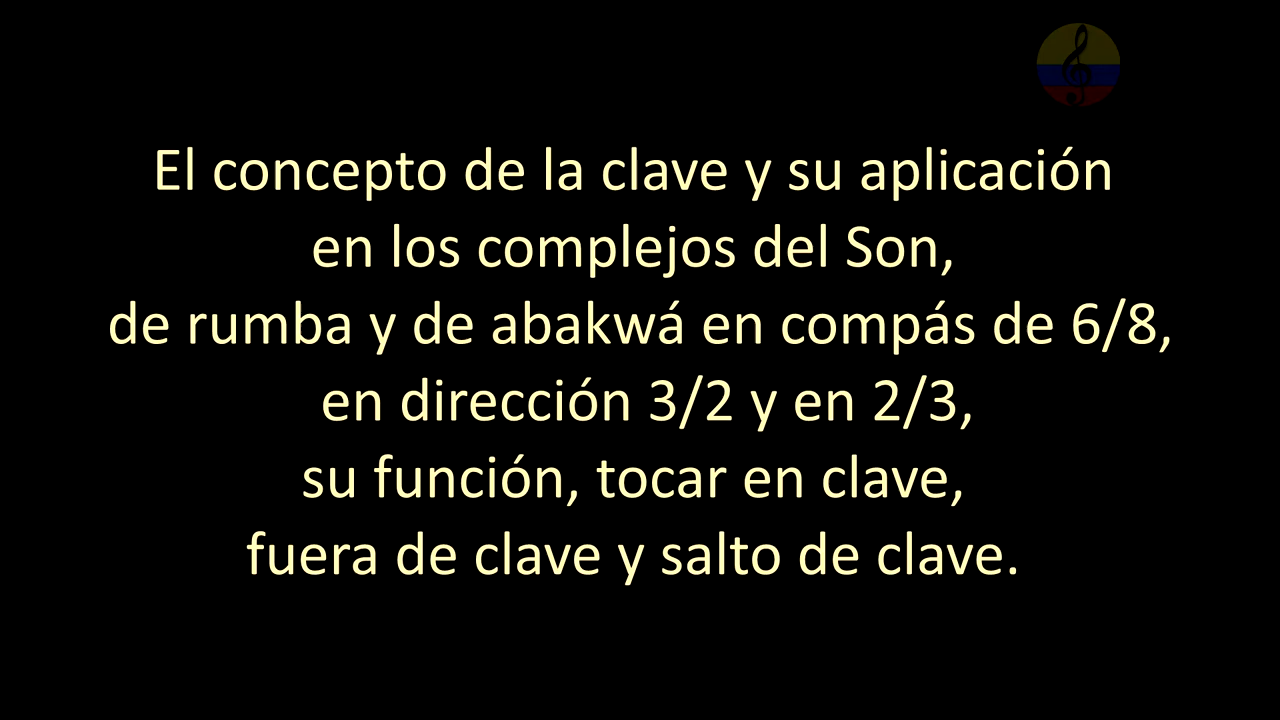 El concepto de la clave y su aplicación
en los complejos del Son,
de rumba y de abakwá en compás de 6/8,
en dirección 3/2 y en 2/3,
su función, tocar en clave,
fuera de clave y salto de clave.